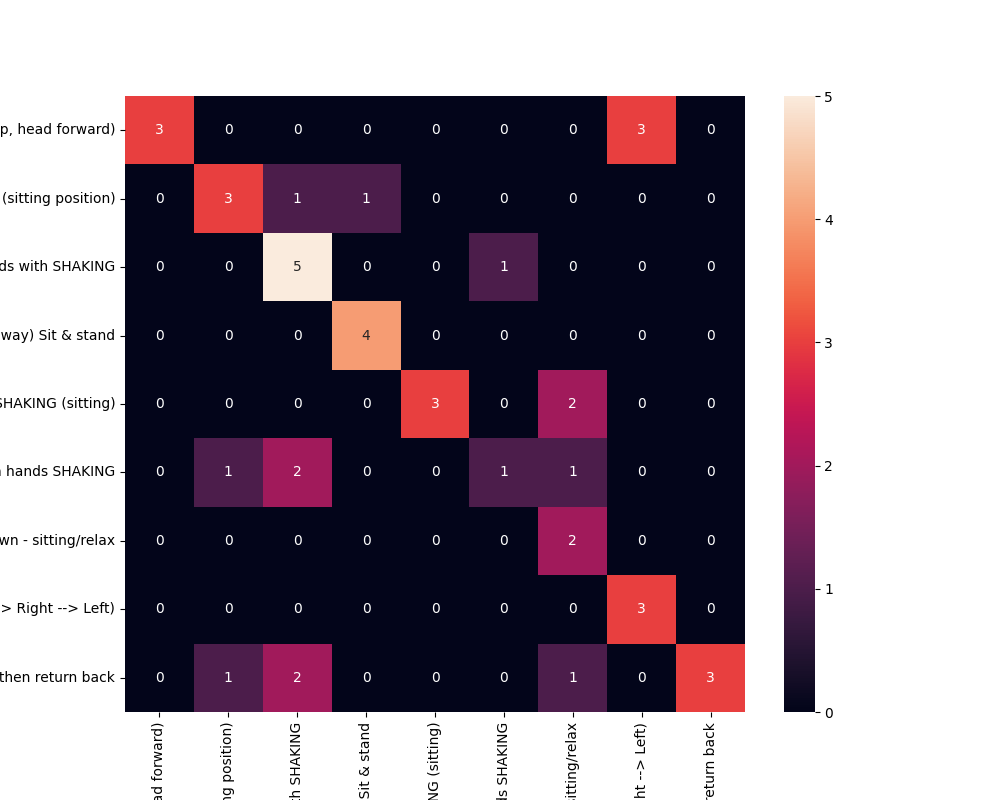 p, head forward) 3 0 0 0 0 0 0 3 0
(sitting position) 0 3 1 1 0 0 0 0 0
ds with SHAKING 0 0 5 0 0 1 0 0 0
way) Sit & stand 0 0 0 4 0 0 0 0 0
SHAKING (sitting) 0 0 0 0 3 0 2 0 0
hands SHAKING 0 1 2 0 0 1 1 0 0
wn - sitting/relax 0 0 0 0 0 0 2 0 0
> Right --> Left) 0 0 0 0 0 0 0 3 0
then return back 0 1 2 0 0 0 1 0 3
ad forward)
ng position)
th SHAKING
Sit & stand
NG (sitting)
ds SHAKING
sitting/relax
ht --> Left)
return back
5
4
3
2
1
0